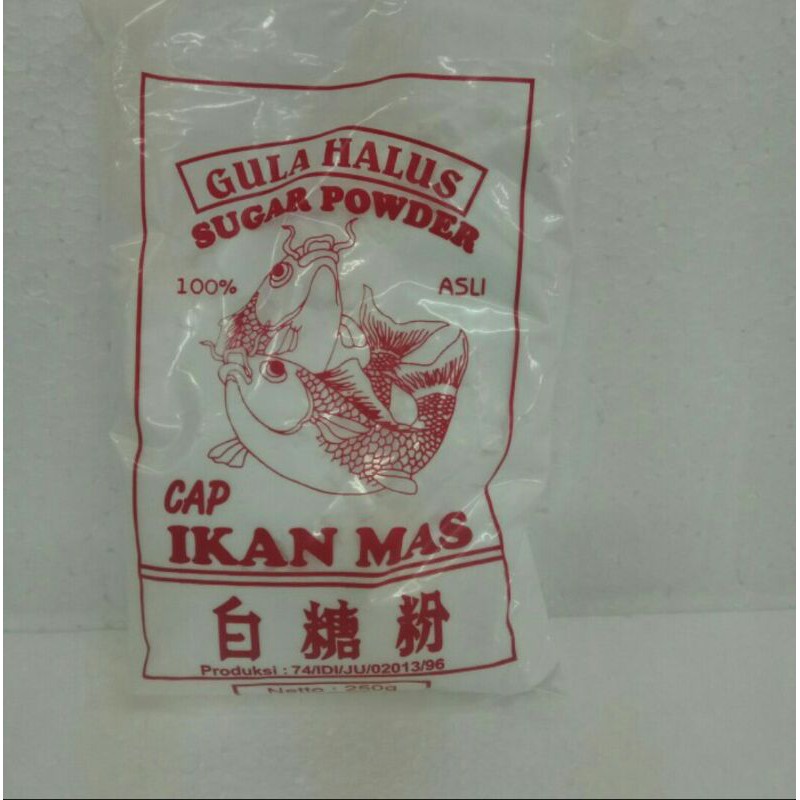 GULA HALUS
SUGAR POWDER
100% ASLI
CAP
IKAN MAS
白糖粉
Produksi : 74/IDI/JU/02013/96
Netto : 250g